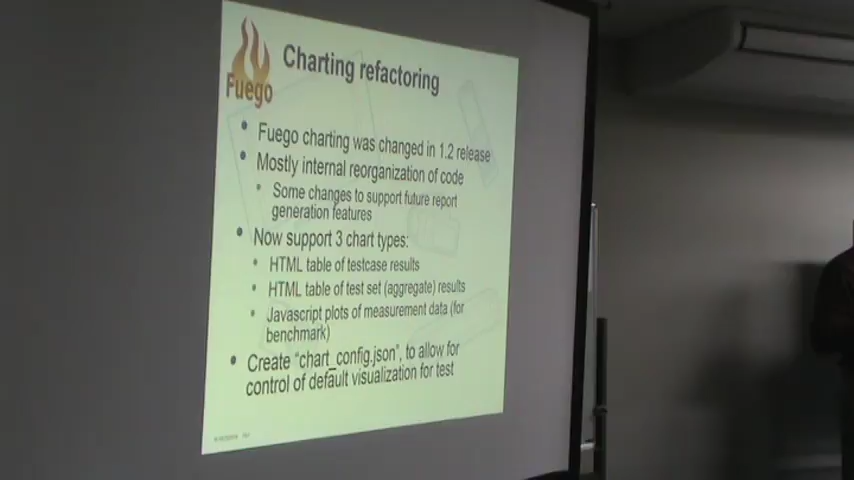 Charting refactoring
Fuego
• Fuego charting was changed in 1.2 release
• Mostly internal reorganization of code
• Some changes to support future report
generation features
• Now support 3 chart types:
• HTML table of testcase results
• HTML table of test set (aggregate) results
• Javascript plots of measurement data (for
benchmark)
• Create "chart_config.json", to allow for
control of default visualization for test